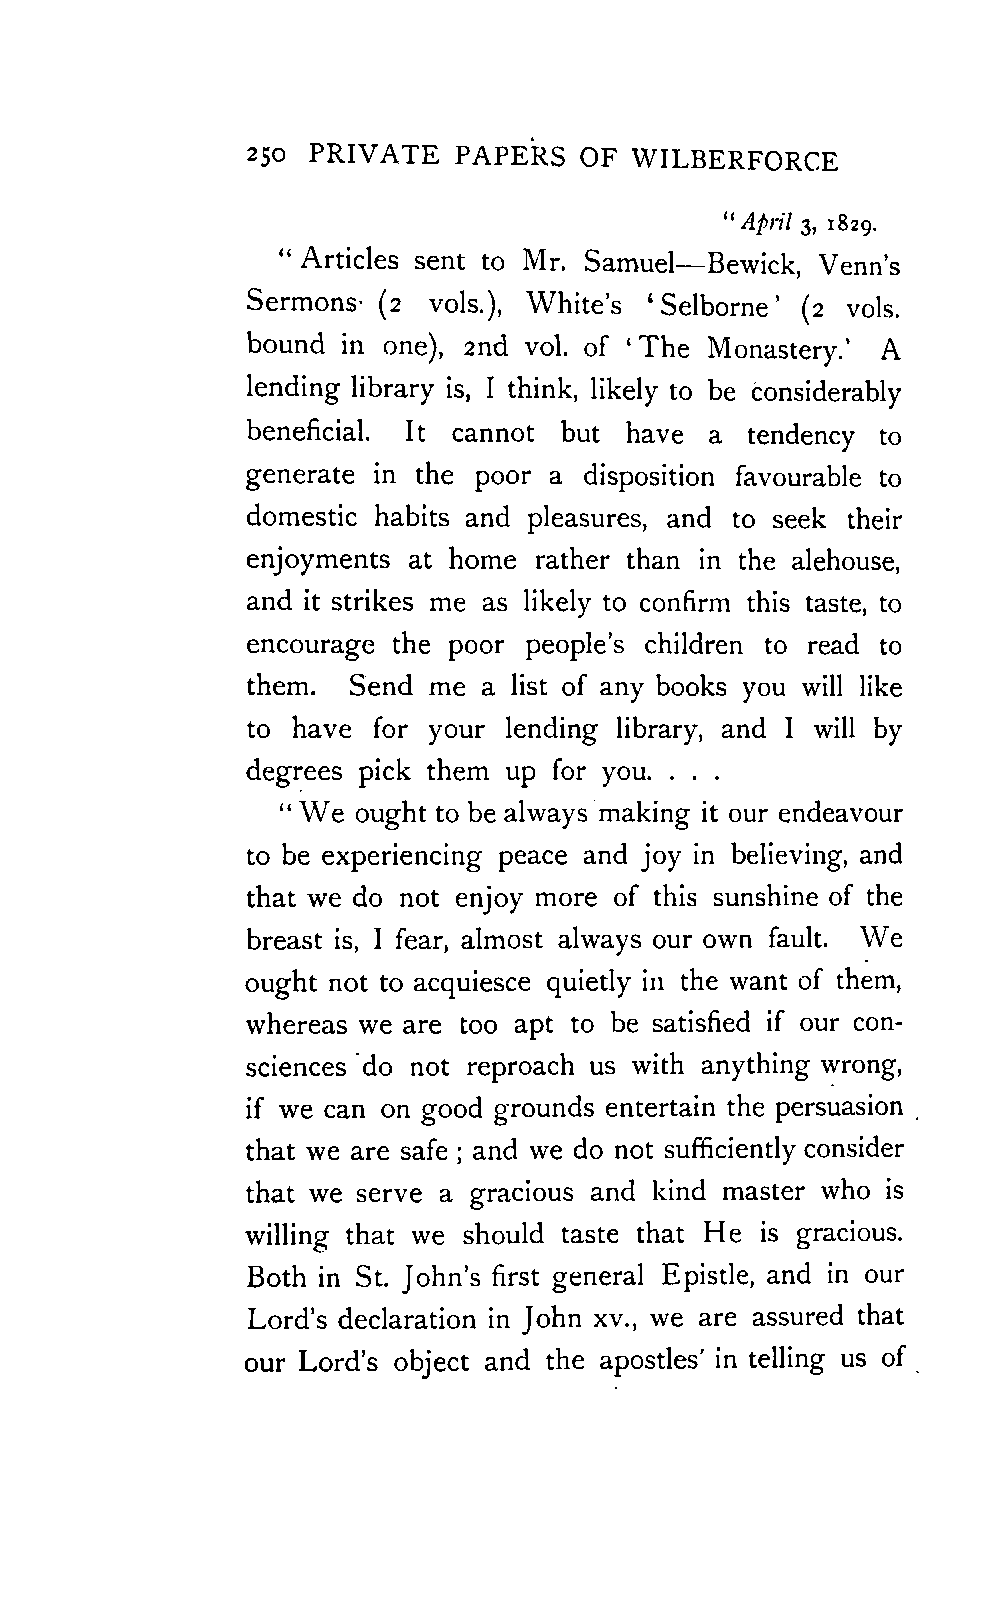 250 PRIVATE PAPERS OF WILBERFORCE
"April 3, 1829.
"Articles sent to Mr. Samuel—Bewick, Venn's
Sermons (2 vols.), White's 'Selborne' (2 vols.
bound in one), 2nd vol. of 'The Monastery.' A
lending library is, I think, likely to be considerably
beneficial. It cannot but have a tendency to
generate in the poor a disposition favourable to
domestic habits and pleasures, and to seek their
enjoyments at home rather than in the alehouse,
and it strikes me as likely to confirm this taste, to
encourage the poor people's children to read to
them. Send me a list of any books you will like
to have for your lending library, and I will by
degrees pick them up for you. . . .
"We ought to be always making it our endeavour
to be experiencing peace and joy in believing, and
that we do not enjoy more of this sunshine of the
breast is, I fear, almost always our own fault. We
ought not to acquiesce quietly in the want of them,
whereas we are too apt to be satisfied if our con-
sciences do not reproach us with anything wrong,
if we can on good grounds entertain the persuasion
that we are safe; and we do not sufficiently consider
that we serve a gracious and kind master who is
willing that we should taste that He is gracious.
Both in St. John's first general Epistle, and in our
Lord's declaration in John xv., we are assured that
our Lord's object and the apostles' in telling us of